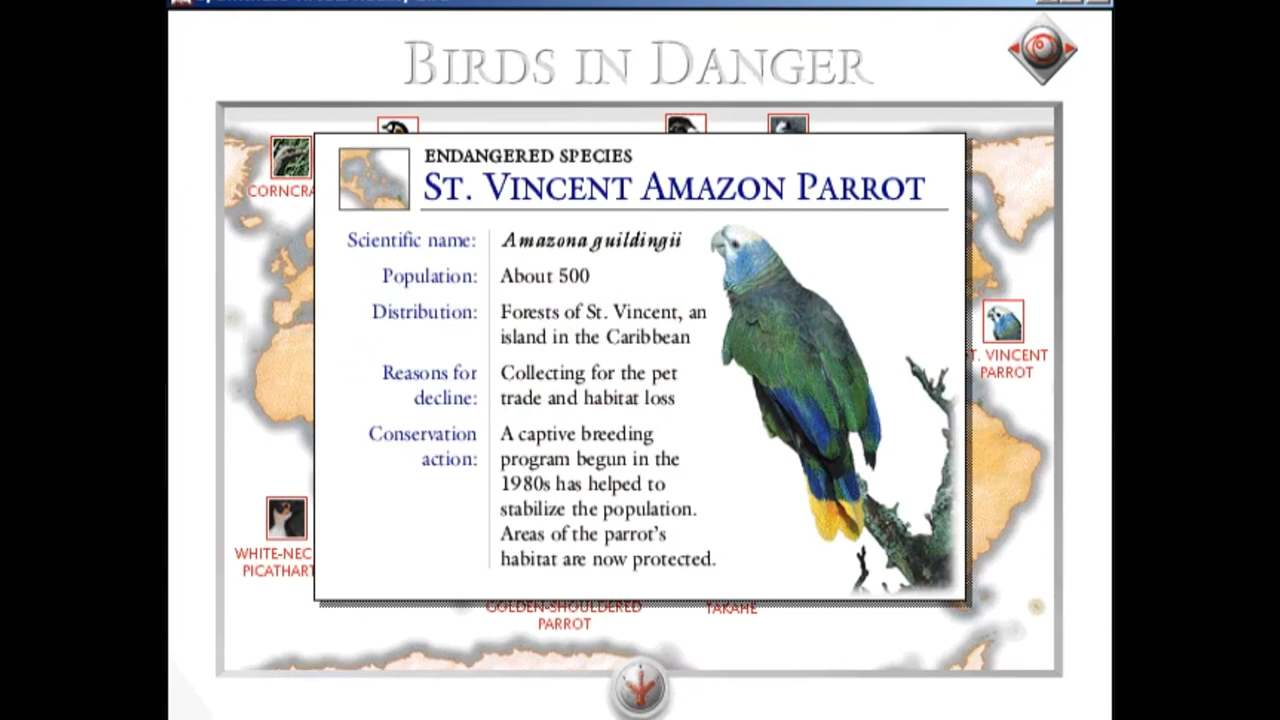 BIRDS IN DANGER
ENDANGERED SPECIES
ST. VINCENT AMAZON PARROT
CORNCRA
Scientific name: Amazona guildingii
Population: About 500
Distribution: Forests of St. Vincent, an
island in the Caribbean
T. VINCENT
PARROT
Reasons for Collecting for the pet
decline: trade and habitat loss
Conservation A captive breeding
action: program begun in the
1980s has helped to
stabilize the population.
Areas of the parrot's
habitat are now protected.
WHITE-NEC
PICATHART
GOLDEN-SHOULDERED
PARROT
TAKAHE